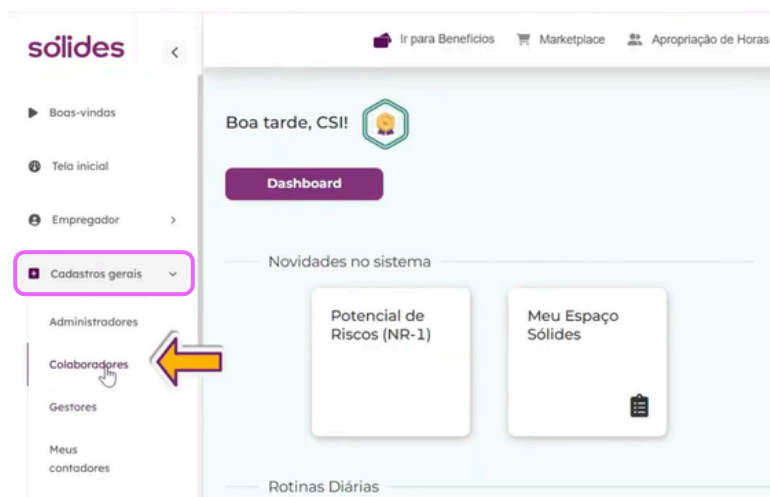 sólides
Ir para Benefícios
Marketplace
Apropriação de Horas
Boas-vindas
Tela inicial
Empregador
Cadastros gerais
Administradores
Colaboradores
Gestores
Meus
contadores
Boa tarde, CSI!
Dashboard
Novidades no sistema
Potencial de
Riscos (NR-1)
Meu Espaço
Sólides
Rotinas Diárias